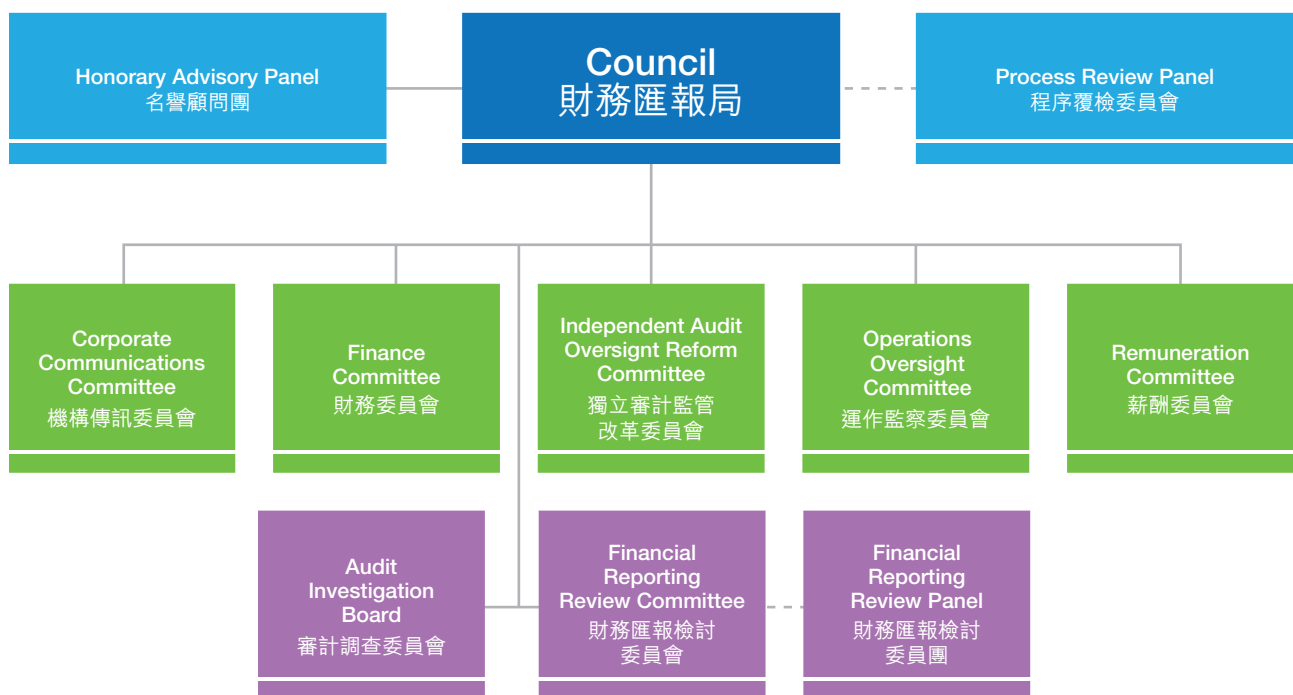 Honorary Advisory Panel
名譽顧問團
Council
財務匯報局
Process Review Panel
程序覆檢委員會
Corporate
Communications
Committee
機構傳訊委員會
Finance
Committee
財務委員會
Independent Audit
Oversignt Reform
Committee
獨立審計監管
改革委員會
Operations
Oversight
Committee
運作監察委員會
Remuneration
Committee
薪酬委員會
Audit
Investigation
Board
審計調查委員會
Financial
Reporting
Review Committee
財務匯報檢討
委員會
Financial
Reporting
Review Panel
財務匯報檢討
委員團